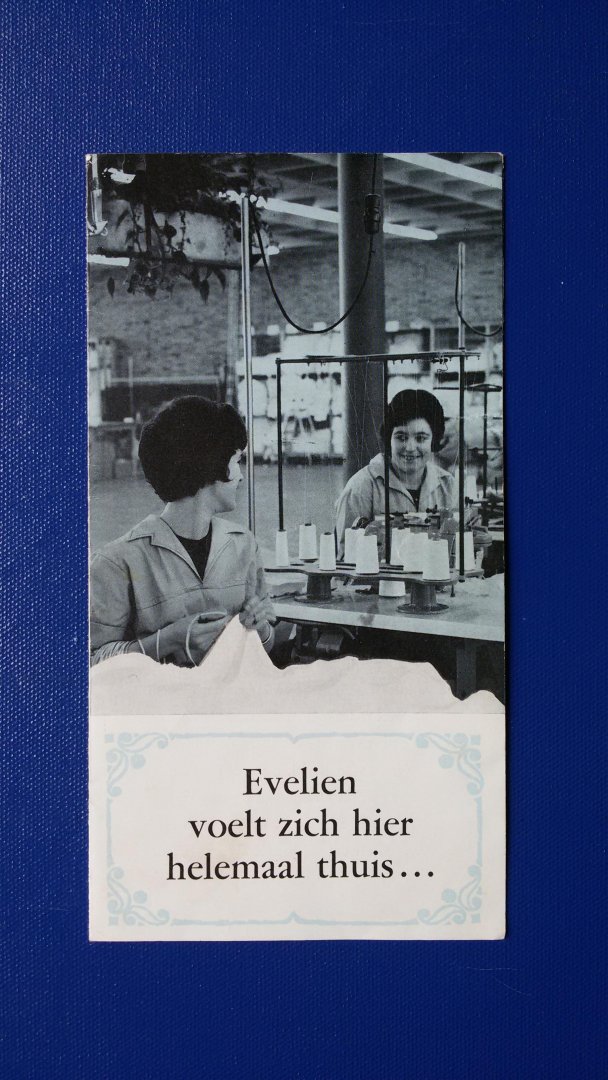 Evelien
voelt zich hier
helemaal thuis...